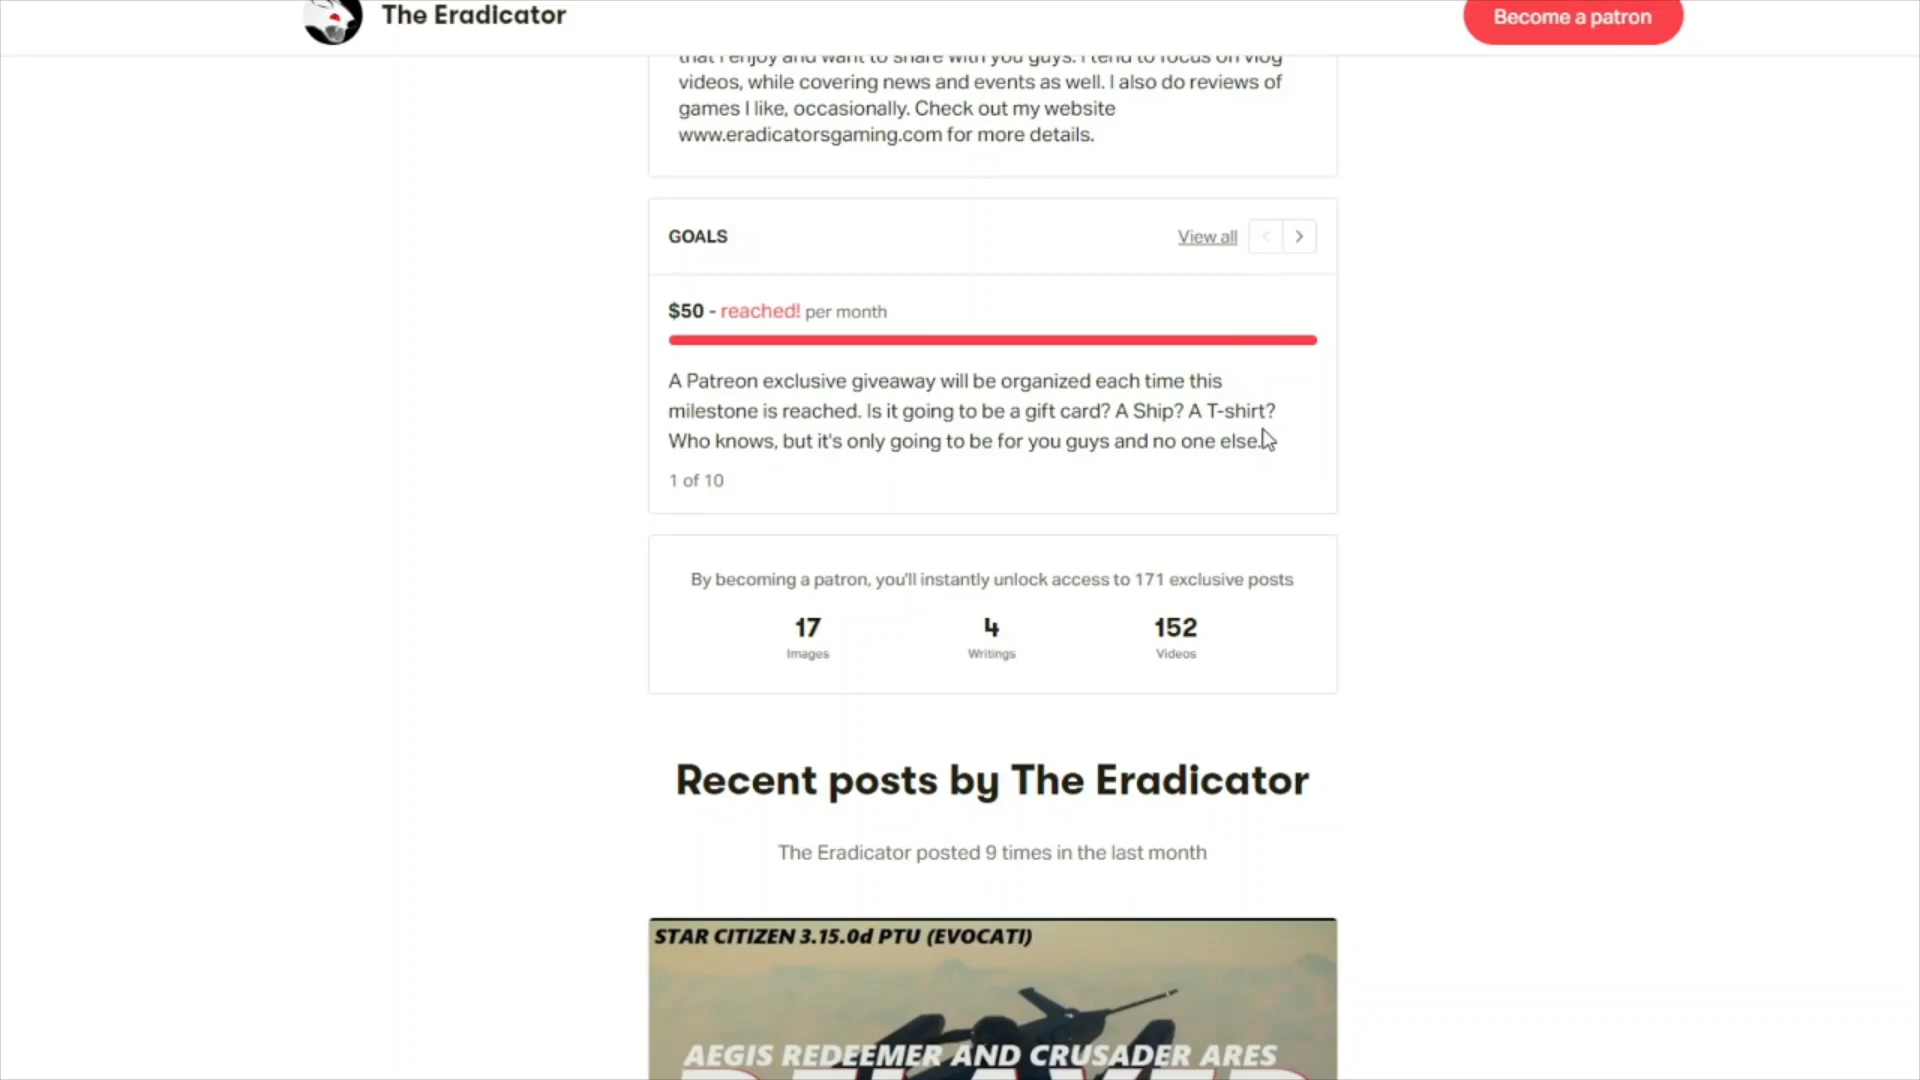 The Eradicator
Become a patron
that I enjoy and want to share with you guys. I tend to focus on vlog
videos, while covering news and events as well. I also do reviews of
games I like, occasionally. Check out my website
www.eradicatorsgaming.com for more details.
GOALS
View all
$50 - reached! per month
A Patreon exclusive giveaway will be organized each time this
milestone is reached. Is it going to be a gift card? A Ship? A T-shirt?
Who knows, but it's only going to be for you guys and no one else.
1 of 10
By becoming a patron, you'll instantly unlock access to 171 exclusive posts
17
Images
4
Writings
152
Videos
Recent posts by The Eradicator
The Eradicator posted 9 times in the last month
STAR CITIZEN 3.15.0d PTU (EVOCATI)
AEGIS REDEEMER AND CRUSADER ARES